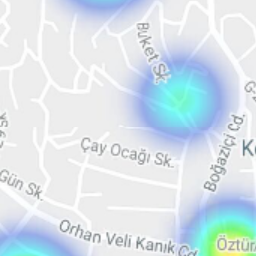 Buket Sk.
Çay Ocağı Sk.
Boğaziçi Cd.
Gün Sk.
Orhan Veli Kanık Cd.